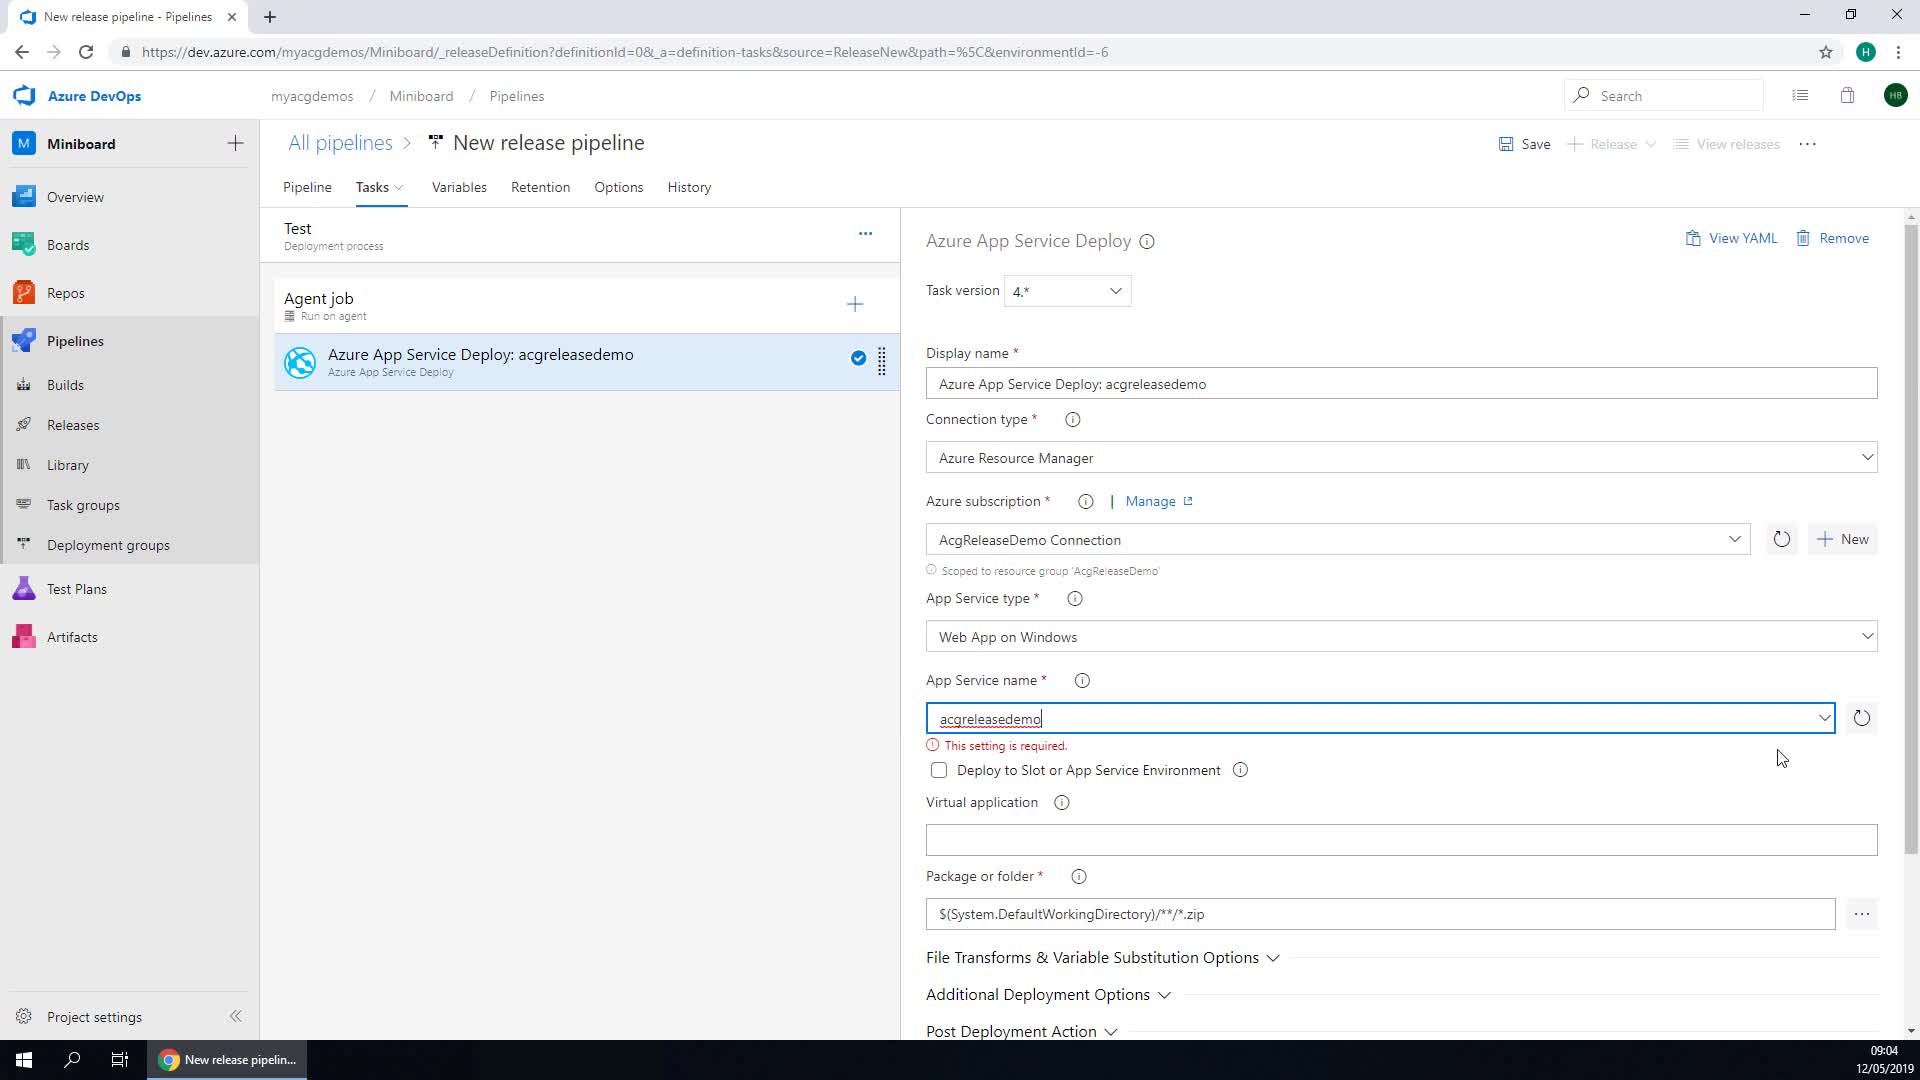 New release pipeline - Pipelines
https://dev.azure.com/myacgdemos/Miniboard/_releaseDefinition?definitionId=0&_a=definition-tasks&source=ReleaseNew&path=%5C&environmentId=-6
H
Azure DevOps
myacgdemos / Miniboard / Pipelines
Search
HB
M Miniboard
All pipelines > New release pipeline
Save
Release
View releases
Overview
Boards
Repos
Pipelines
Builds
Releases
Library
Task groups
Deployment groups
Test Plans
Artifacts
Project settings
Pipeline
Tasks
Variables
Retention
Options
History
Test
Deployment process
Agent job
Run on agent
Azure App Service Deploy: acgreleasedemo
Azure App Service Deploy
Azure App Service Deploy
View YAML
Remove
Task version 4.*
Display name *
Azure App Service Deploy: acgreleasedemo
Connection type *
Azure Resource Manager
Azure subscription * | Manage
AcgReleaseDemo Connection
New
Scoped to resource group 'AcgReleaseDemo'
App Service type *
Web App on Windows
App Service name *
acgreleasedemo
This setting is required.
Deploy to Slot or App Service Environment
Virtual application
Package or folder *
$(System.DefaultWorkingDirectory)/**/*.zip
File Transforms & Variable Substitution Options
Additional Deployment Options
Post Deployment Action
New release pipelin...
09:04
12/05/2019